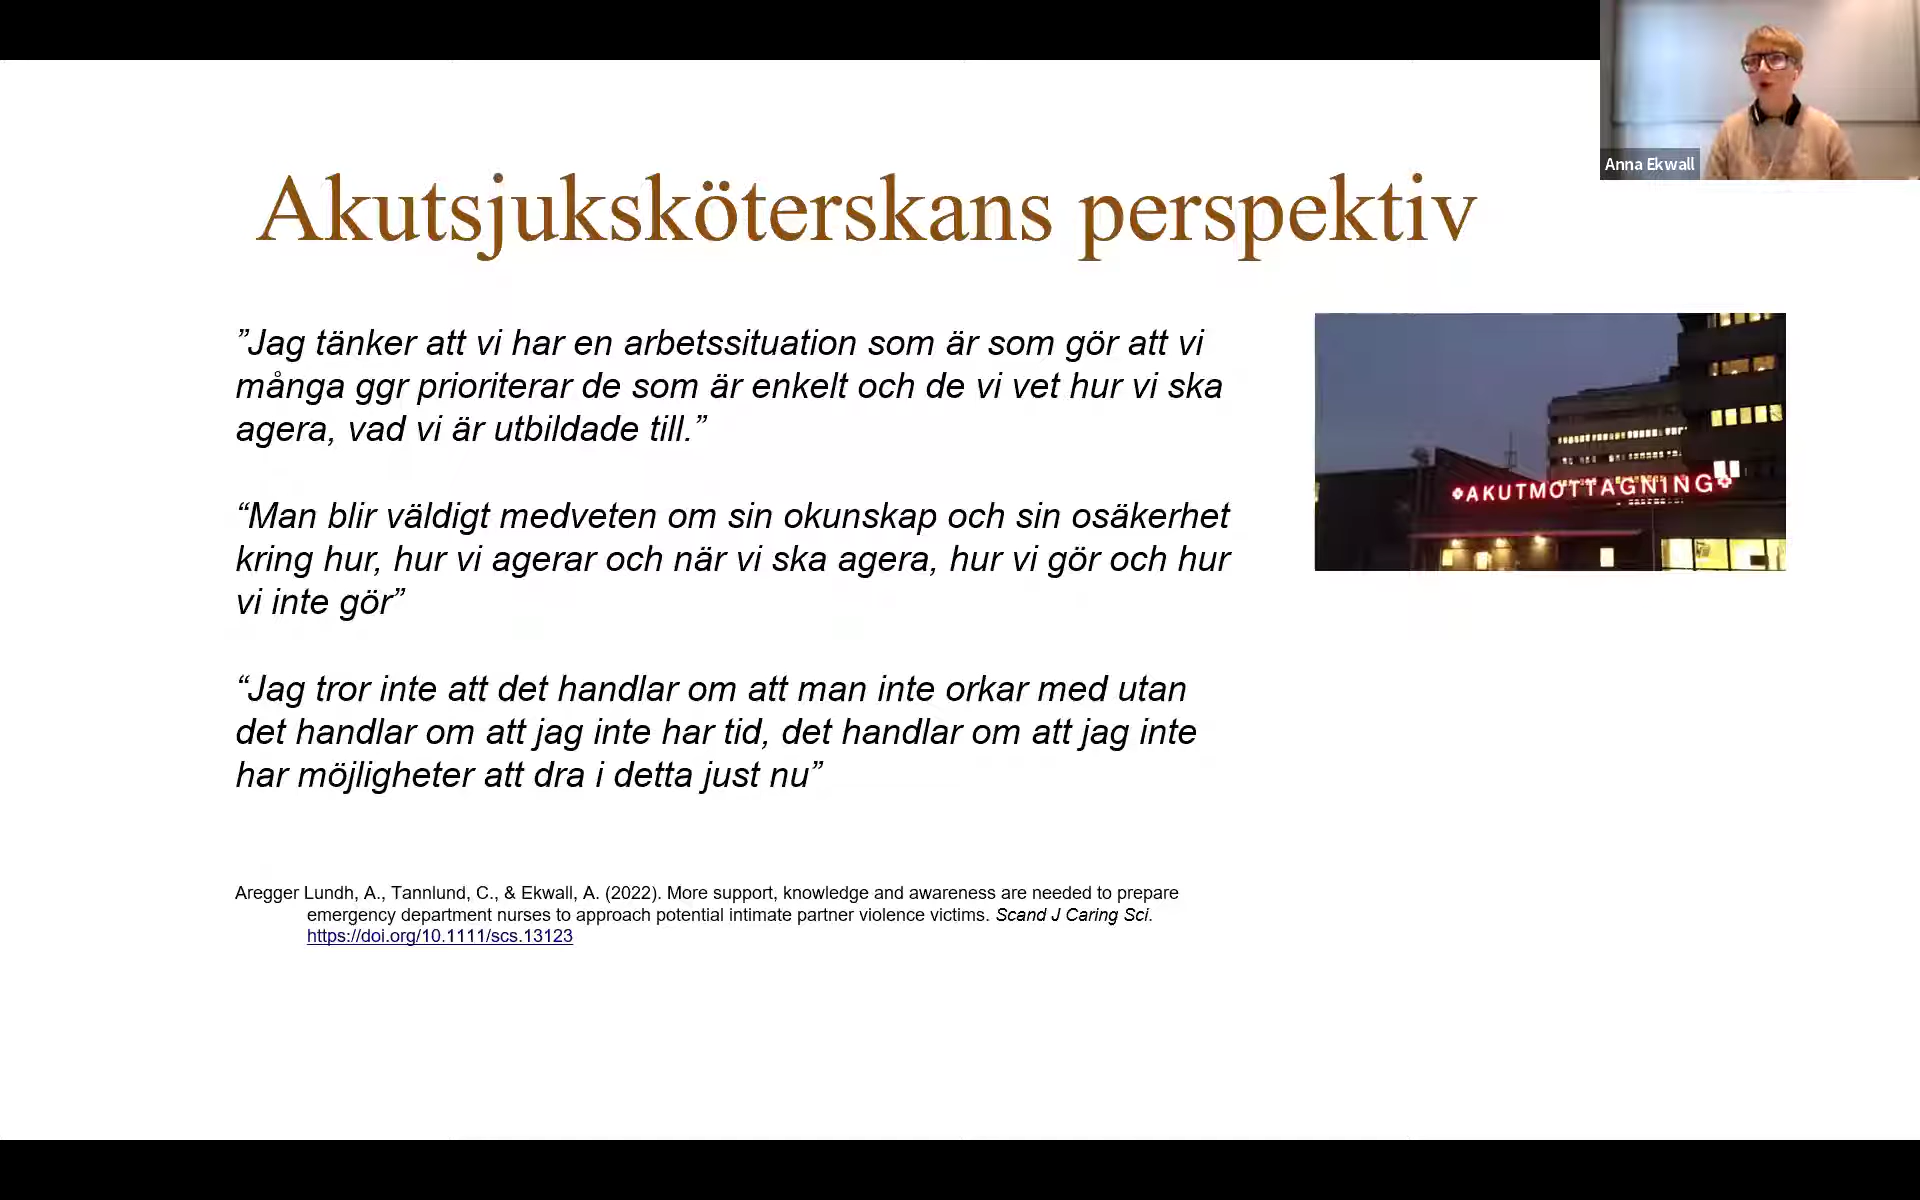 Anna Ekwall
Akutsjuksköterskans perspektiv
”Jag tänker att vi har en arbetssituation som är som gör att vi
många ggr prioriterar de som är enkelt och de vi vet hur vi ska
agera, vad vi är utbildade till.”
“Man blir väldigt medveten om sin okunskap och sin osäkerhet
kring hur, hur vi agerar och när vi ska agera, hur vi gör och hur
vi inte gör”
“Jag tror inte att det handlar om att man inte orkar med utan
det handlar om att jag inte har tid, det handlar om att jag inte
har möjligheter att dra i detta just nu”
AKUTMOTTAGNING
Aregger Lundh, A., Tannlund, C., & Ekwall, A. (2022). More support, knowledge and awareness are needed to prepare
emergency department nurses to approach potential intimate partner violence victims. Scand J Caring Sci.
https://doi.org/10.1111/scs.13123